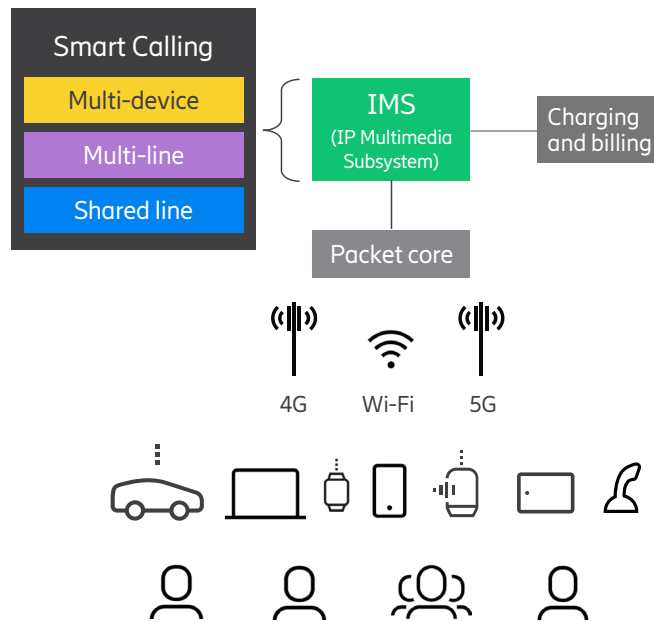 Smart Calling
Multi-device
Multi-line
Shared line
IMS
(IP Multimedia
Subsystem)
Charging
and billing
Packet core
4G
Wi-Fi
5G